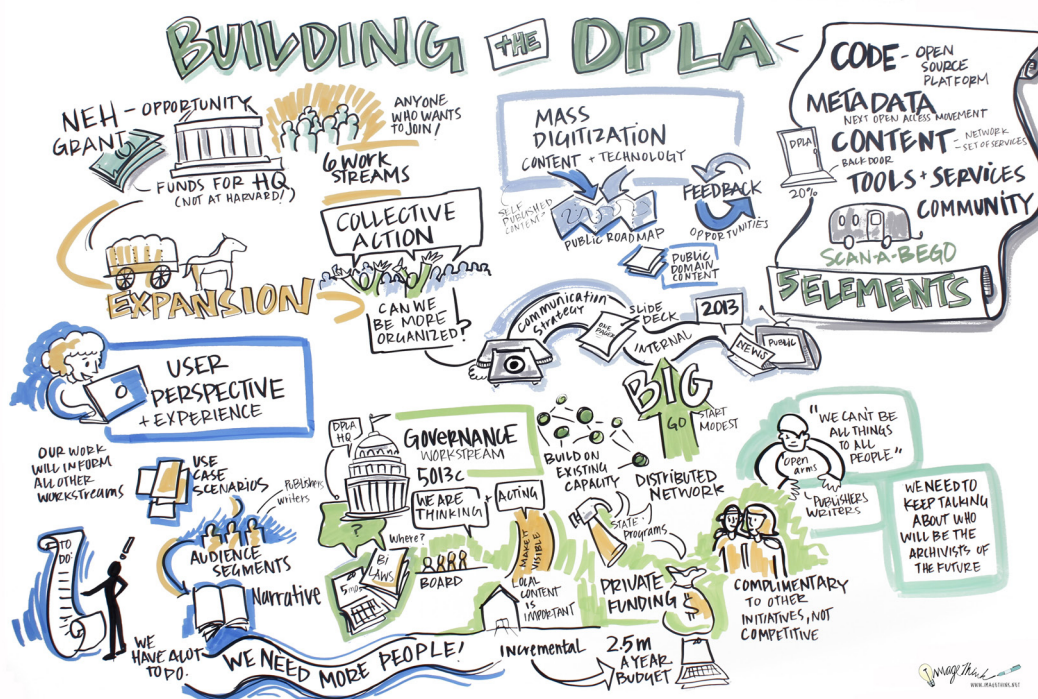 BUILDING THE DPLA
NEH - OPPORTUNITY
GRANT
FUNDS FOR HQ
(NOT AT HARVARD!)
6 WORK
STREAMS
ANYONE
WHO WANTS
TO JOIN!
EXPANSION
COLLECTIVE
ACTION
CAN WE
BE MORE
ORGANIZED?
MASS
DIGITIZATION
CONTENT + TECHNOLOGY
SELF
PUBLISHED
CONTENT?
PUBLIC ROADMAP
FEEDBACK
OPPORTUNITIES
PUBLIC
DOMAIN
CONTENT
CODE - OPEN
SOURCE
PLATFORM
METADATA
NEXT OPEN ACCESS MOVEMENT
CONTENT - NETWORK
- SET OF SERVICES
DPLA
BACKDOOR
20%
TOOLS + SERVICES
COMMUNITY
SCAN-A-BEGO
5 ELEMENTS
Communication
Strategy
ONE
PAGER
SLIDE
DECK
INTERNAL
2013
NEWS
PUBLIC
USER
PERSPECTIVE
+ EXPERIENCE
OUR WORK
WILL INFORM
ALL OTHER
WORKSTREAMS
USE
CASE
SCENARIOS
PUBLISHERS
WRITERS
AUDIENCE
SEGMENTS
Narrative
TO
DO:
WE
HAVE A LOT
TO DO.
WE NEED MORE PEOPLE!
DPLA
HQ
GOVERNANCE
WORKSTREAM
5013c
WE ARE
THINKING
ACTING
?
Where?
BI
LAWS
BOARD
MAKE IT
VISIBLE
LOCAL
CONTENT
IS
IMPORTANT
BUILD ON
EXISTING
CAPACITY
BIG
GO
START
MODEST
DISTRIBUTED
NETWORK
STATE
Programs
PRIVATE
FUNDING
$
INCREMENTAL
2.5m
A YEAR
BUDGET
"WE CAN'T BE
ALL THINGS
TO ALL
PEOPLE"
Open
arms
PUBLISHERS
WRITERS
WE NEED TO
KEEP TALKING
ABOUT WHO
WILL BE THE
ARCHIVISTS OF
THE FUTURE
COMPLIMENTARY
TO OTHER
INITIATIVES, NOT
COMPETITIVE
ImageThink
WWW.IMAGETHINK.NET